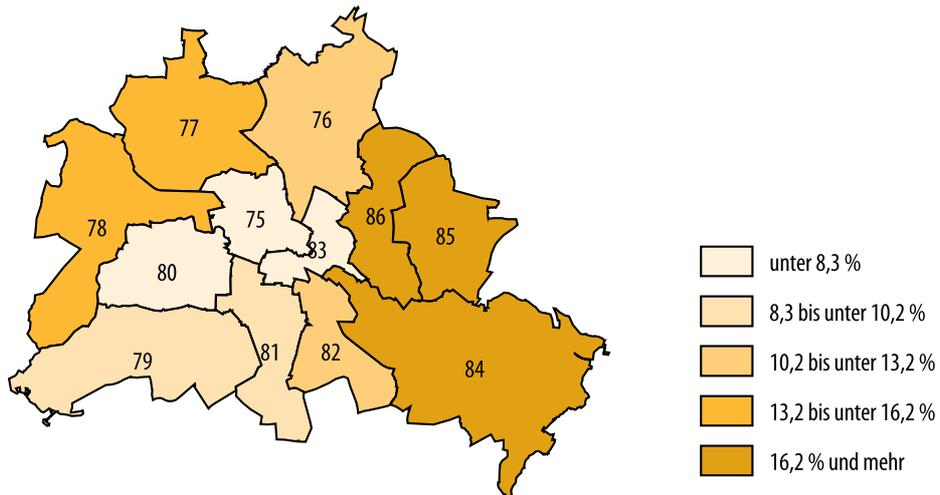 76
77
75
86
78
85
83
80
79
81
82
84
unter 8,3 %
8,3 bis unter 10,2 %
10,2 bis unter 13,2 %
13,2 bis unter 16,2 %
16,2 % und mehr